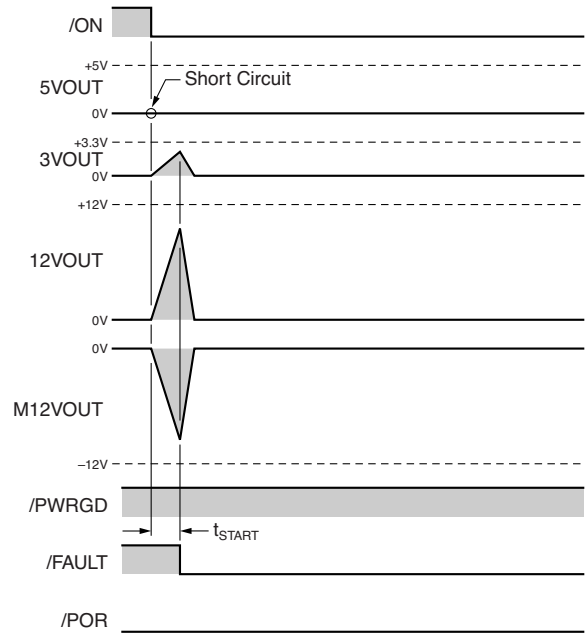 /ON
+5V
5VOUT
Short Circuit
0V
+3.3V
3VOUT
0V
+12V
12VOUT
0V
0V
M12VOUT
–12V
/PWRGD
tSTART
/FAULT
/POR